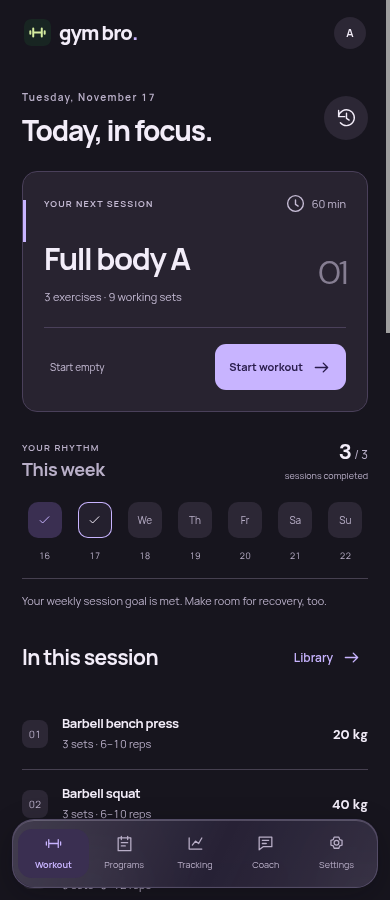 gym bro.
A
Tuesday, November 17
Today, in focus.
YOUR NEXT SESSION
60 min
Full body A
01
3 exercises · 9 working sets
Start empty
Start workout
YOUR RHYTHM
This week
3 / 3
sessions completed
We Th Fr Sa Su
16 17 18 19 20 21 22
Your weekly session goal is met. Make room for recovery, too.
In this session
Library
01
Barbell bench press
3 sets · 6–10 reps
20 kg
02
Barbell squat
3 sets · 6–10 reps
40 kg
Workout
Programs
Tracking
Coach
Settings